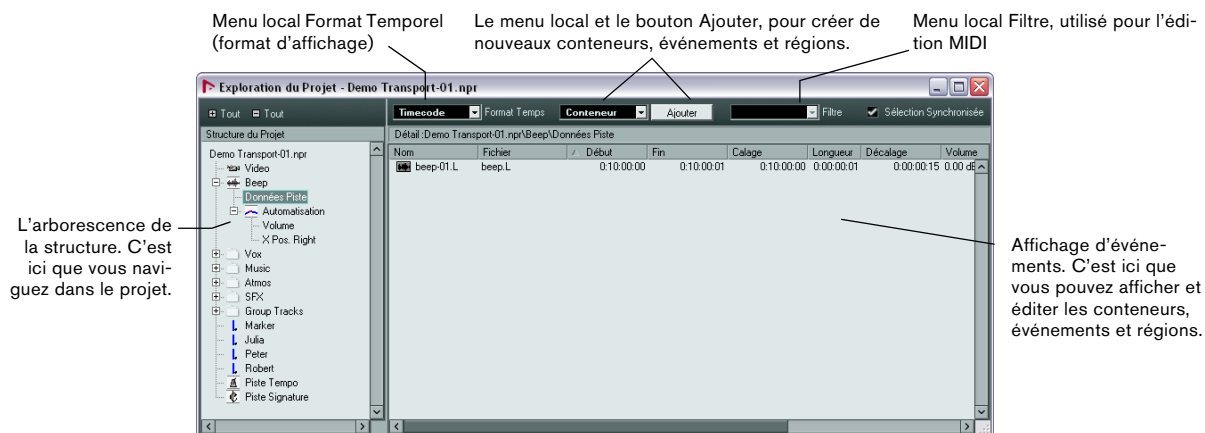 Menu local Format Temporel
(format d'affichage)
Le menu local et le bouton Ajouter, pour créer de
nouveaux conteneurs, événements et régions.
Menu local Filtre, utilisé pour l'édi-
tion MIDI
Exploration du Projet - Demo Transport-01.npr
Tout Tout
Timecode Format Temps Conteneur Ajouter Filtre Sélection Synchronisée
Structure du Projet
Détail :Demo Transport-01.npr\Beep\Données Piste
Nom Fichier Début Fin Calage Longueur Décalage Volume
beep-01.L beep.L 0:10:00:00 0:10:00:01 0:10:00:00 0:00:00:01 0:00:00:15 0.00 dB
Demo Transport-01.npr
Video
Beep
Données Piste
Automatisation
Volume
X Pos. Right
Vox
Music
Atmos
SFX
Group Tracks
Marker
Julia
Peter
Robert
Piste Tempo
Piste Signature
L'arborescence de
la structure. C'est
ici que vous navi-
guez dans le projet.
Affichage d'événe-
ments. C'est ici que
vous pouvez afficher et
éditer les conteneurs,
événements et régions.